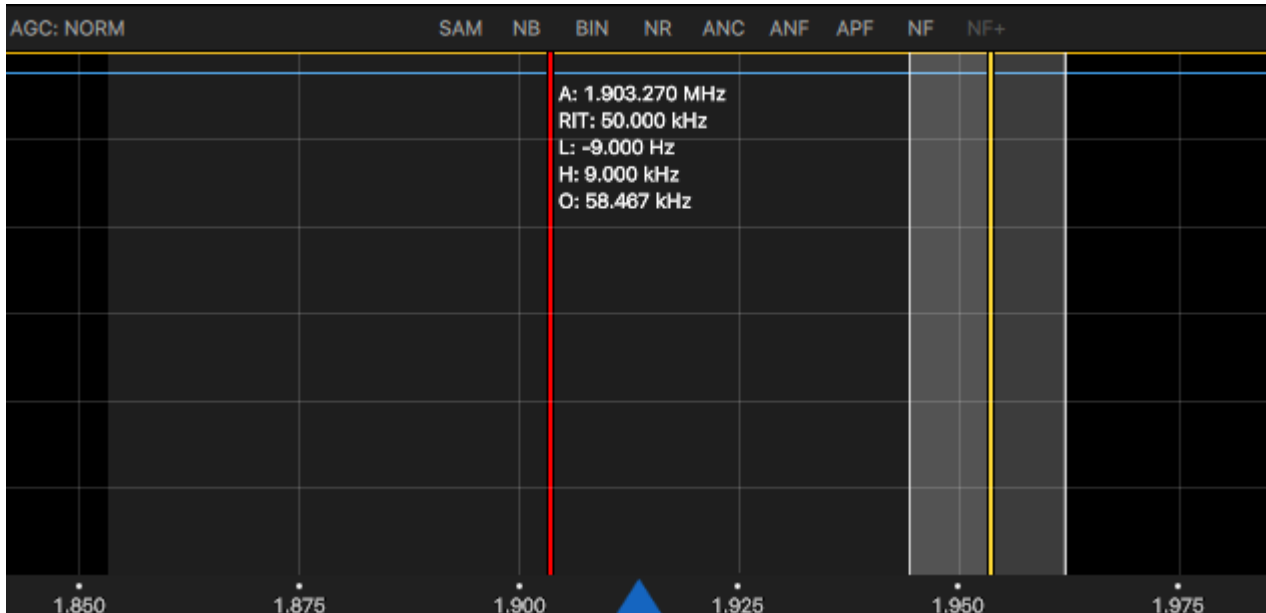 AGC: NORM SAM NB BIN NR ANC ANF APF NF NF+
A: 1.903.270 MHz
RIT: 50.000 kHz
L: -9.000 Hz
H: 9.000 kHz
O: 58.467 kHz
1.850 1.875 1.900 1.925 1.950 1.975